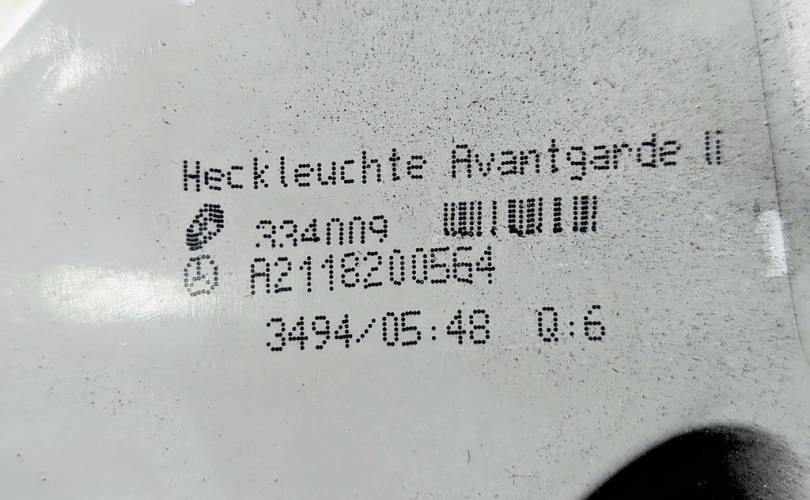 Heckleuchte Avantgarde li
334009
A2118200564
3494/05:48 Q:6